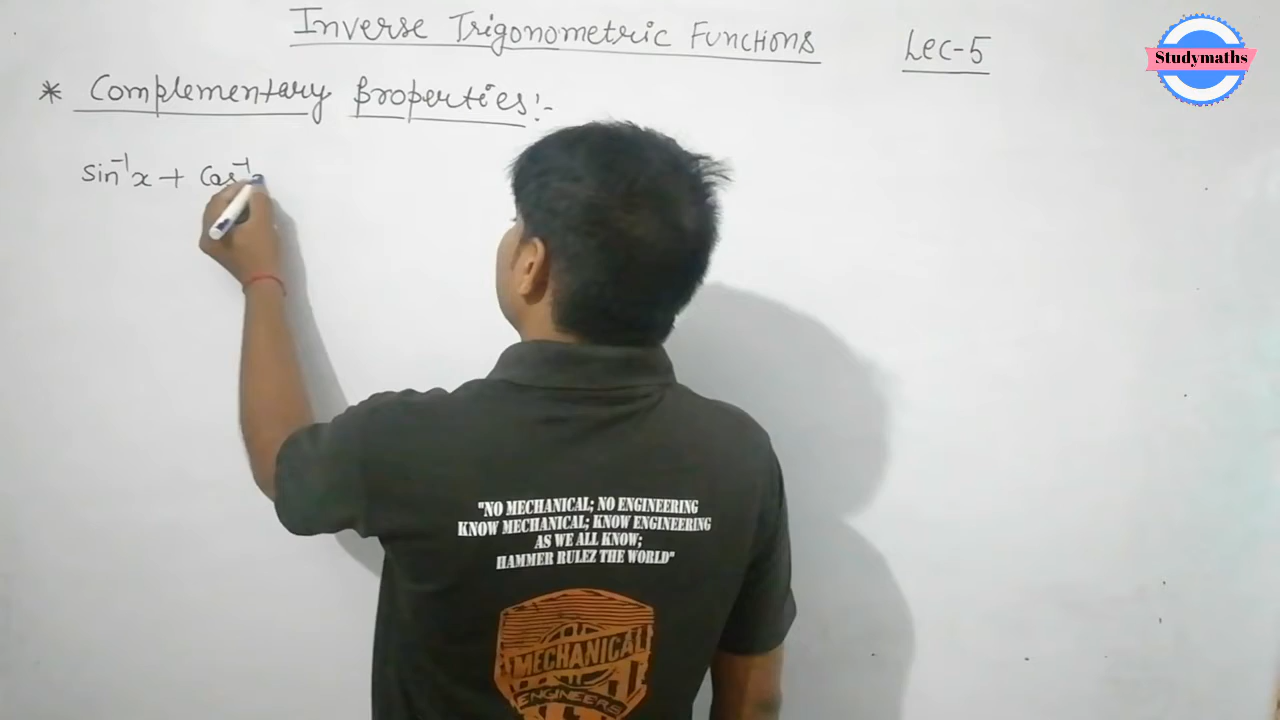 Inverse Trigonometric Functions Lec-5
Studymaths
* Complementary Properties:-
sin⁻¹x + Cos⁻¹
"NO MECHANICAL; NO ENGINEERING
KNOW MECHANICAL; KNOW ENGINEERING
AS WE ALL KNOW;
HAMMER RULEZ THE WORLD"
MECHANICAL
ENGINEERS